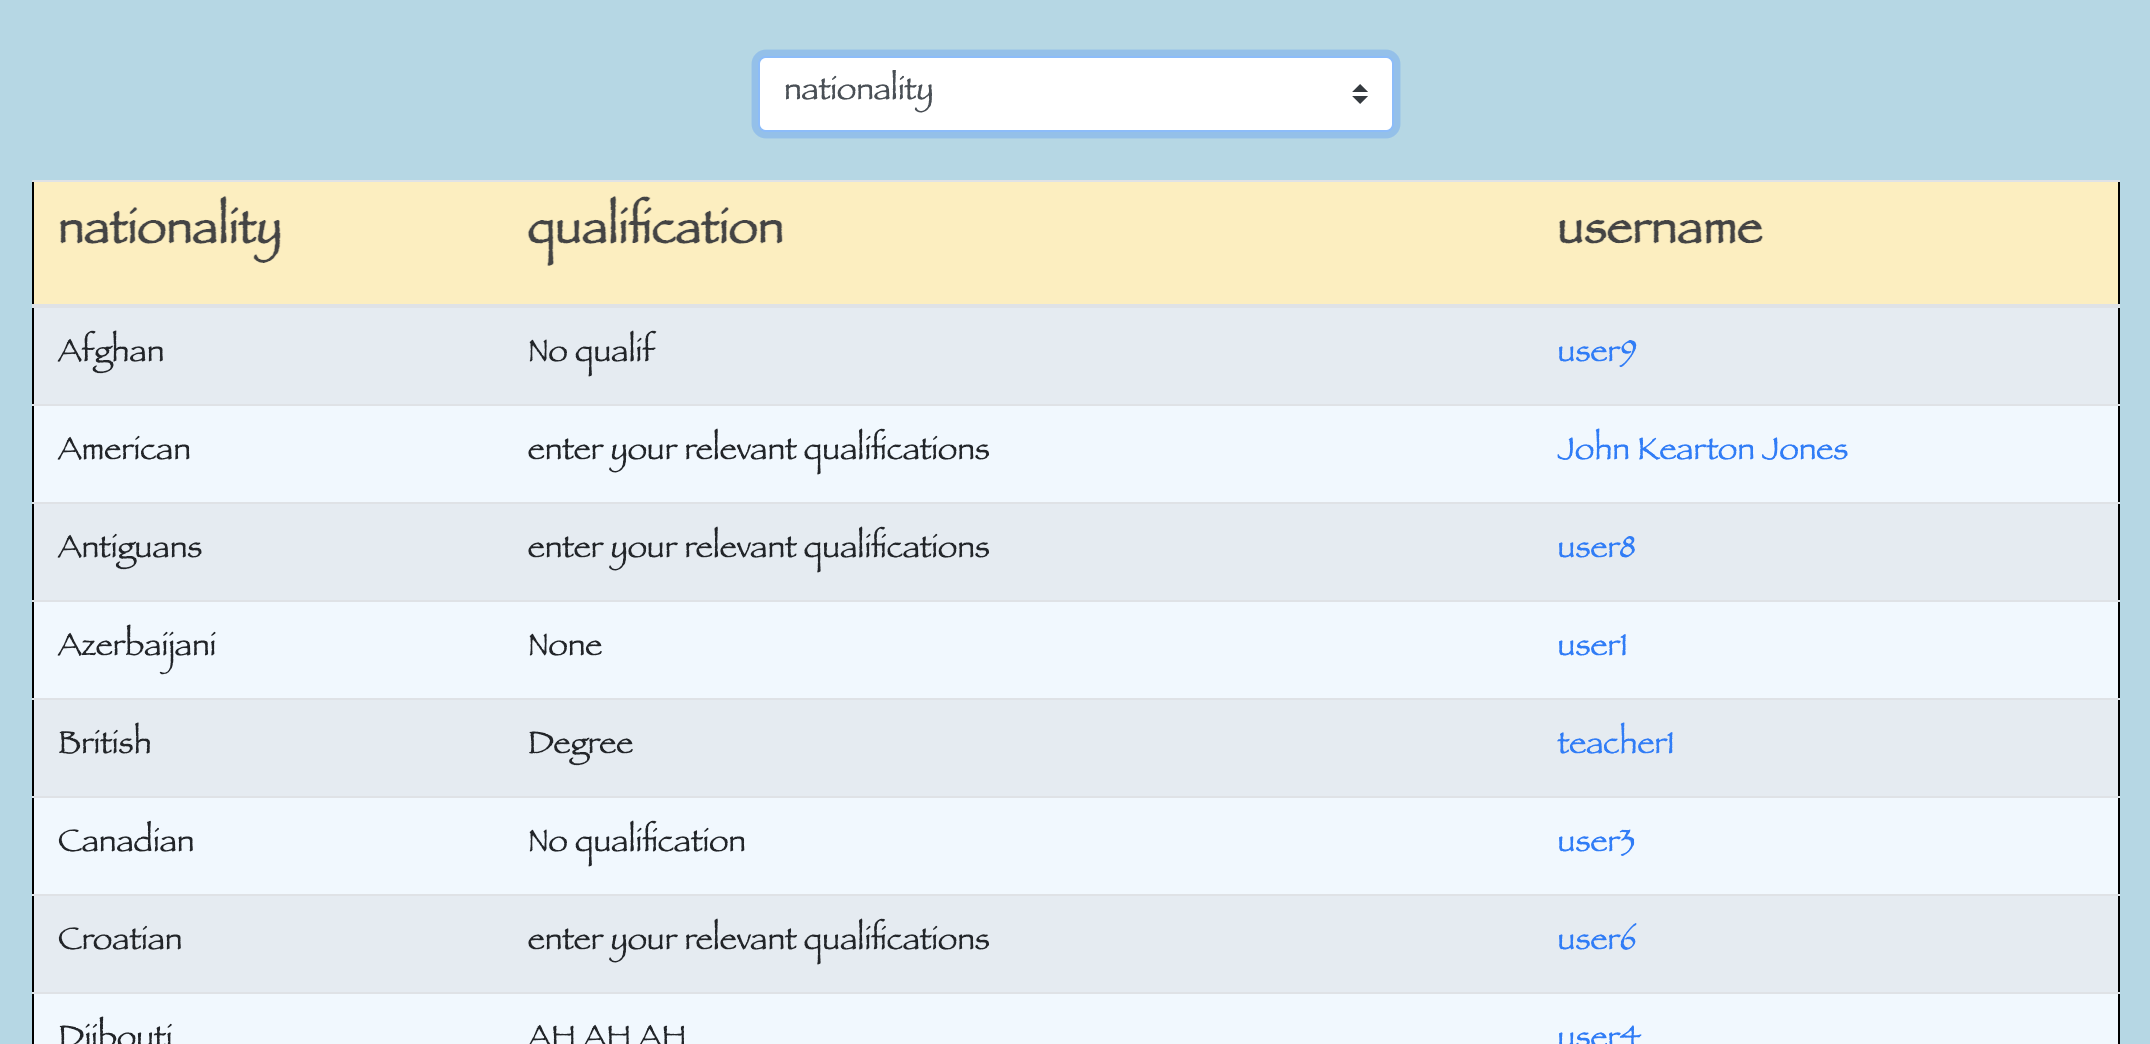 nationality
nationality qualification username
Afghan No qualif user9
American enter your relevant qualifications John Kearton Jones
Antiguans enter your relevant qualifications user8
Azerbaijani None user1
British Degree teacher1
Canadian No qualification user3
Croatian enter your relevant qualifications user6
Djibouti AH AH AH user4